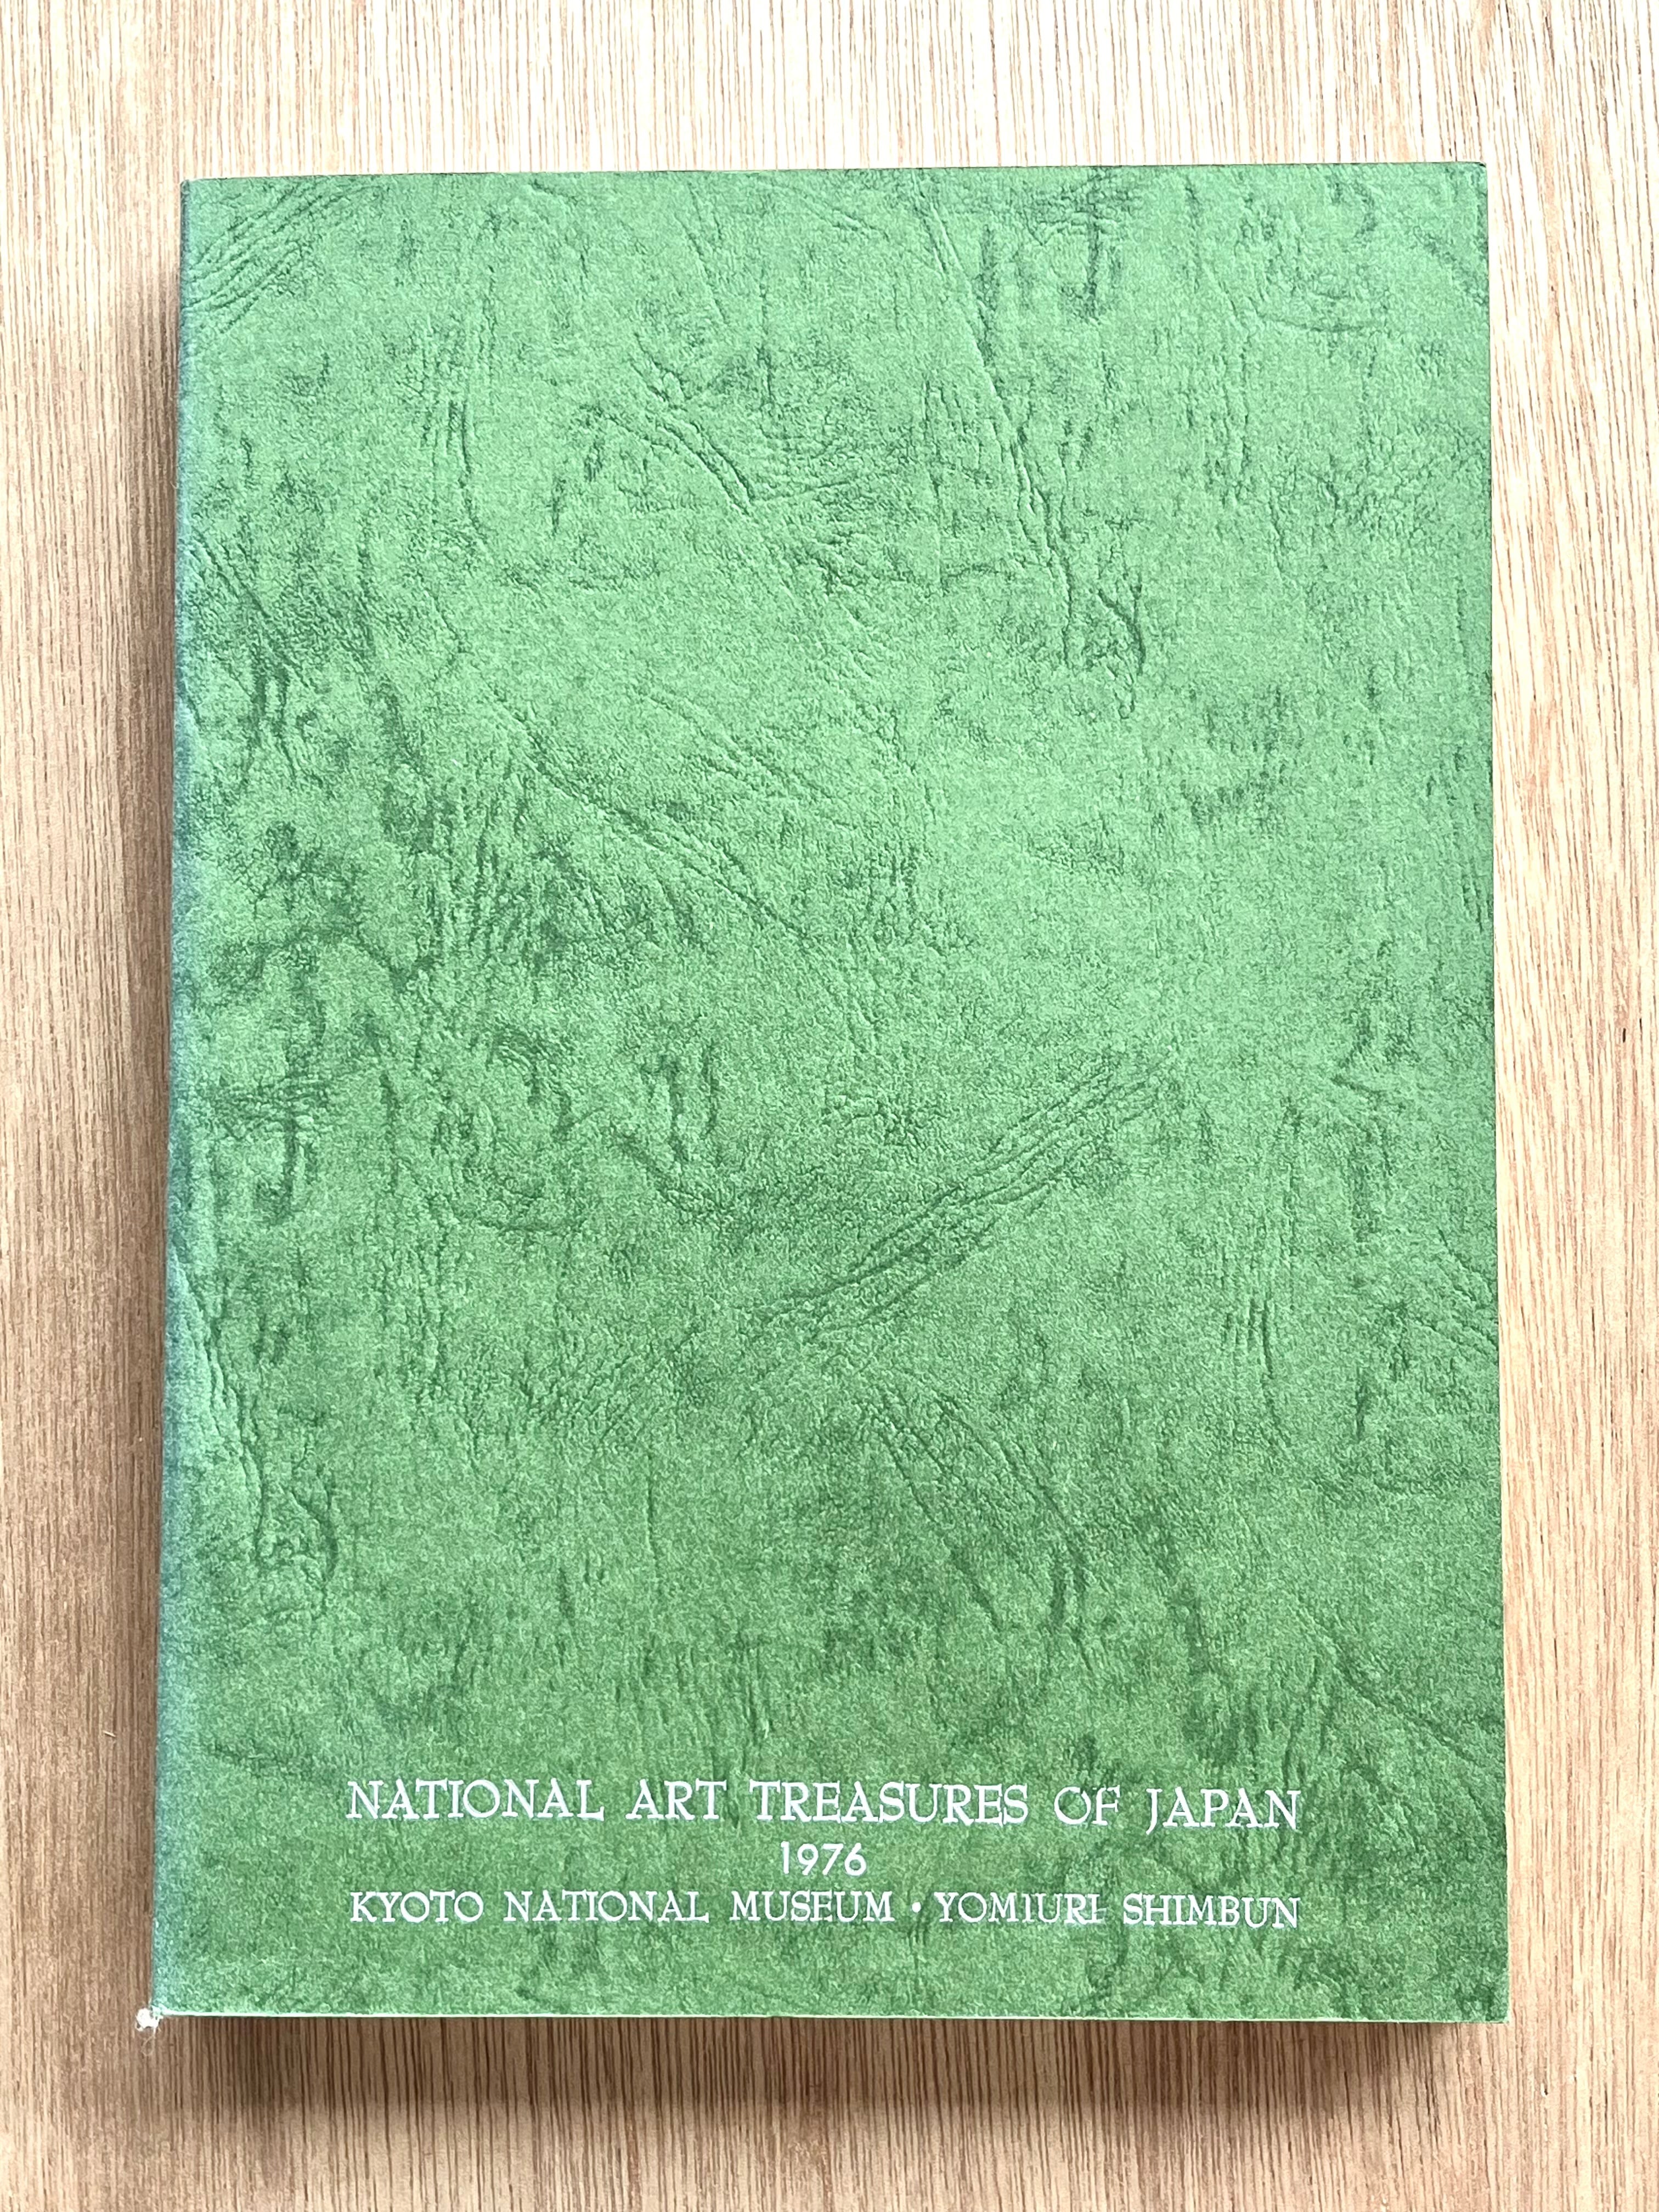 NATIONAL ART TREASURES OF JAPAN
1976
KYOTO NATIONAL MUSEUM • YOMIURI SHIMBUN